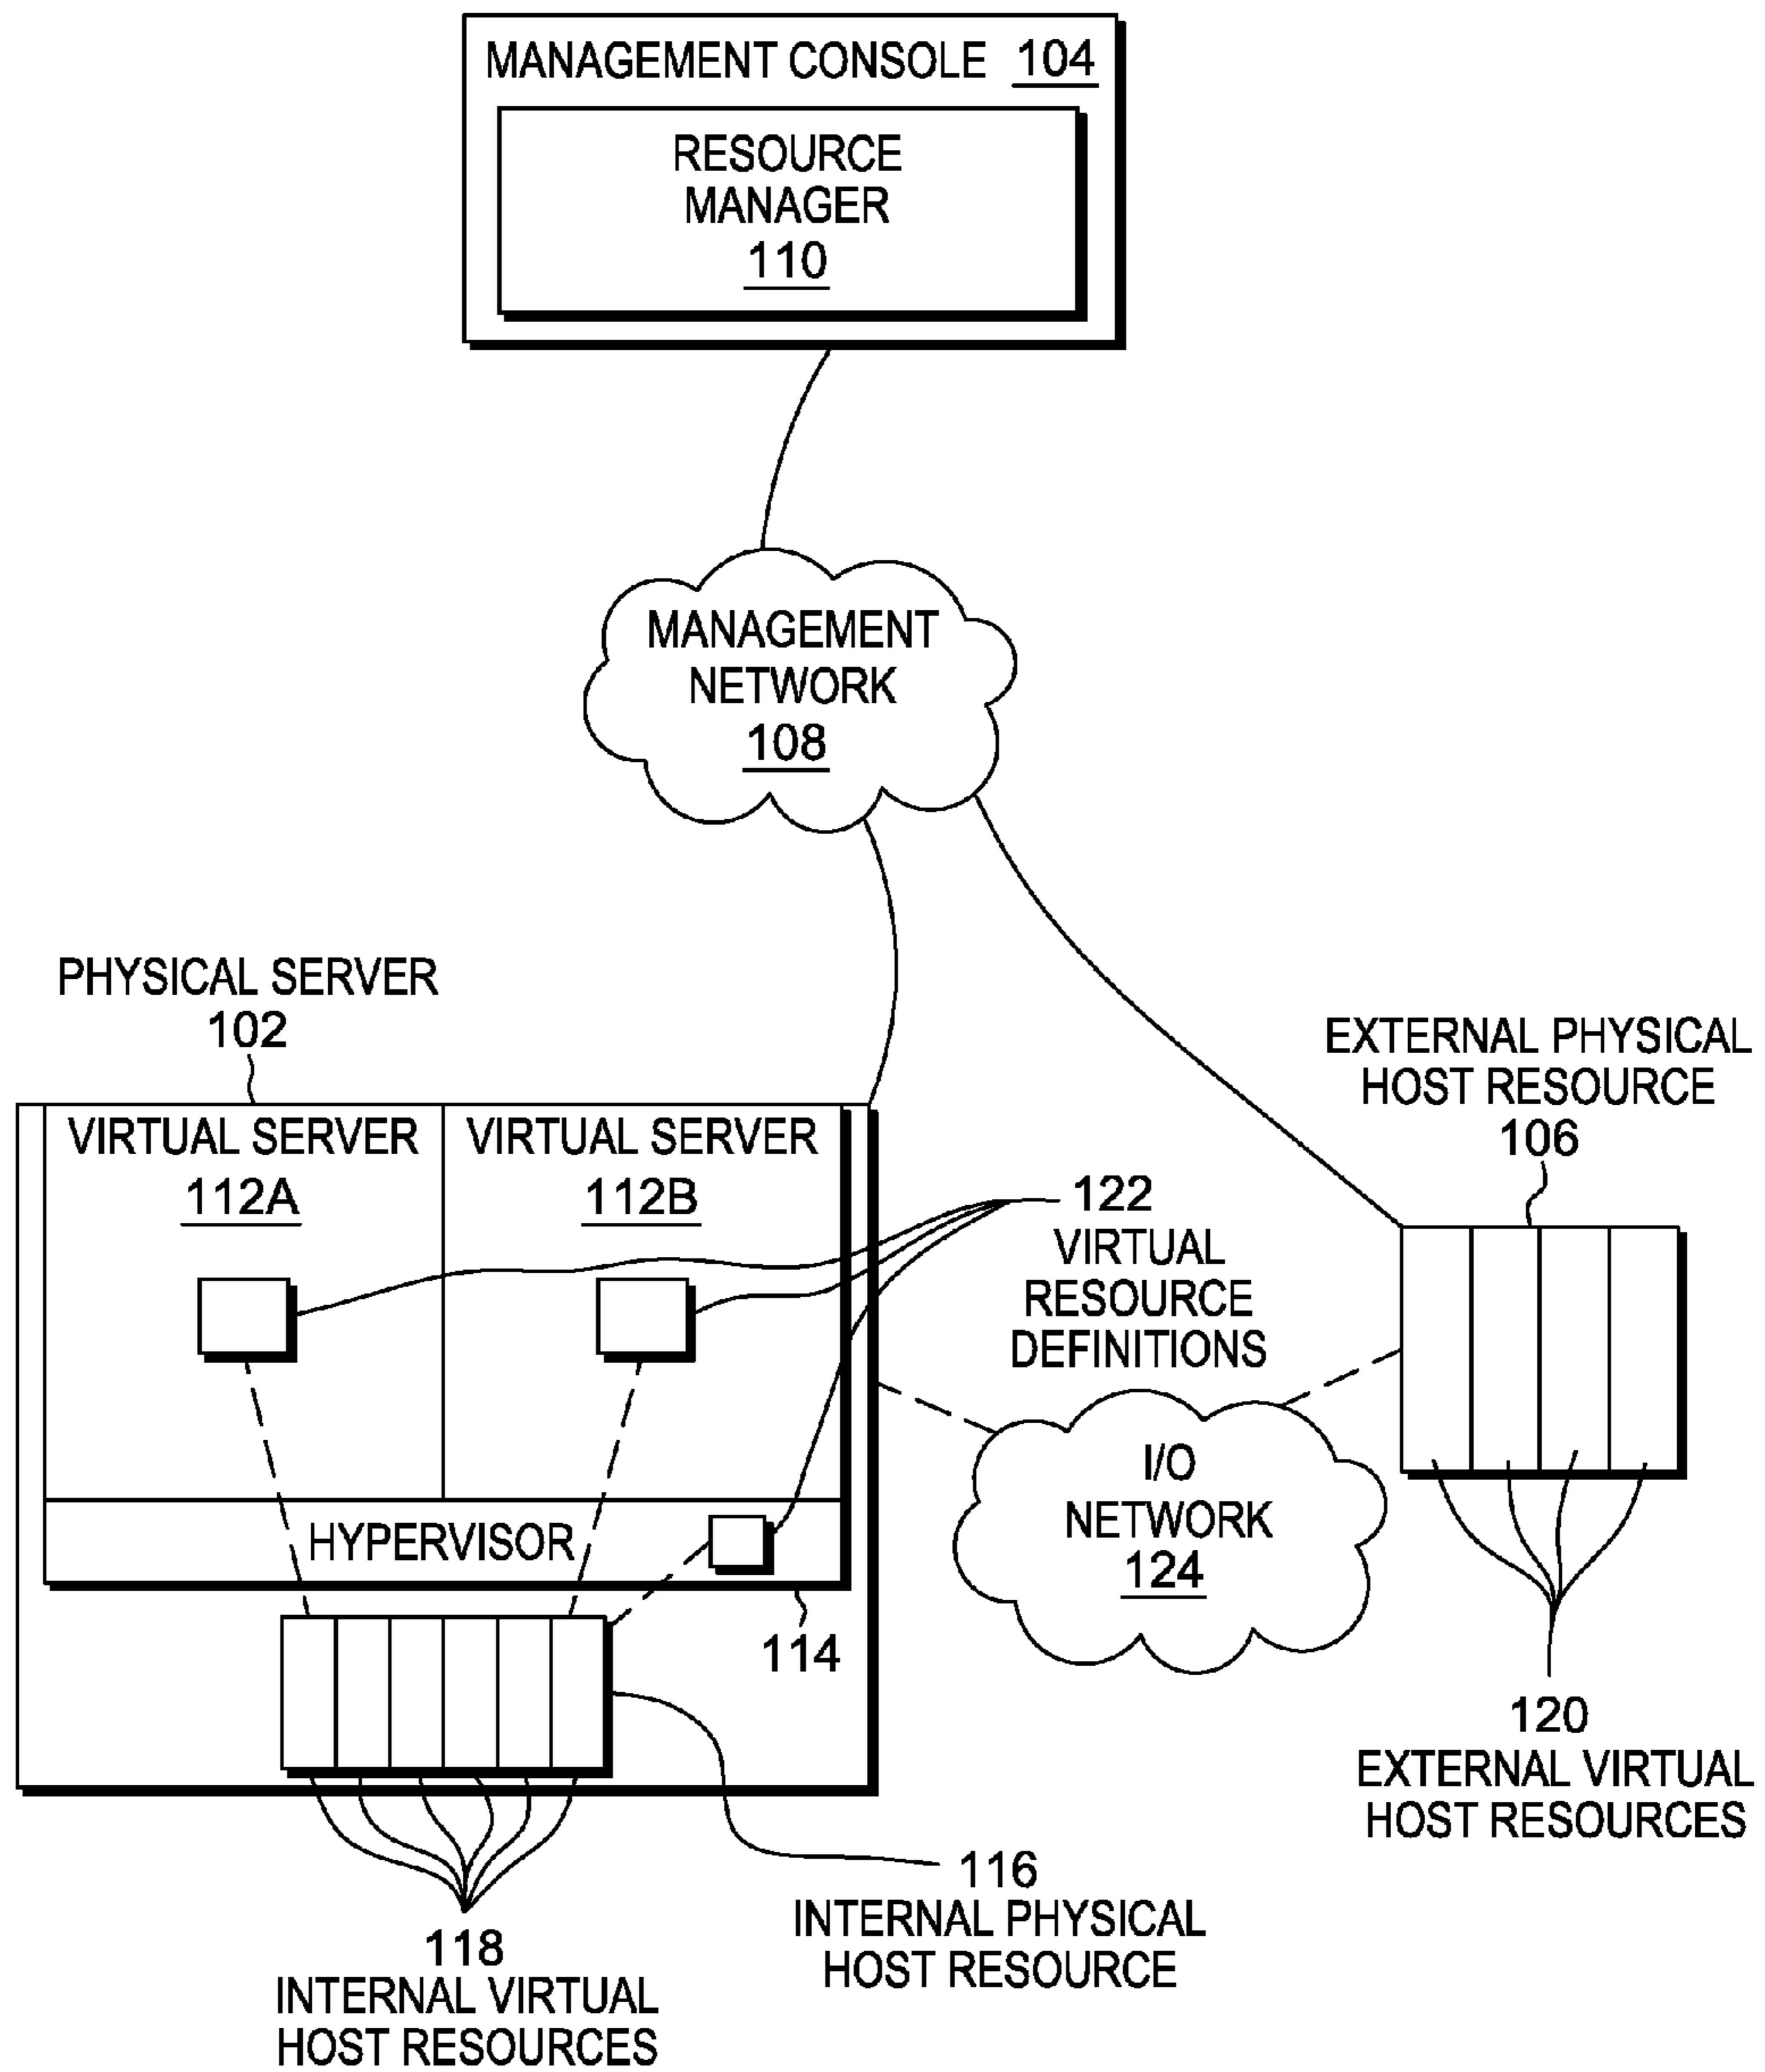 MANAGEMENT CONSOLE 104
RESOURCE
MANAGER
110
MANAGEMENT
NETWORK
108
PHYSICAL SERVER
102
EXTERNAL PHYSICAL
HOST RESOURCE
106
VIRTUAL SERVER
112A
VIRTUAL SERVER
112B
122
VIRTUAL
RESOURCE
DEFINITIONS
I/O
NETWORK
124
HYPERVISOR
114
120
EXTERNAL VIRTUAL
HOST RESOURCES
116
INTERNAL PHYSICAL
HOST RESOURCE
118
INTERNAL VIRTUAL
HOST RESOURCES